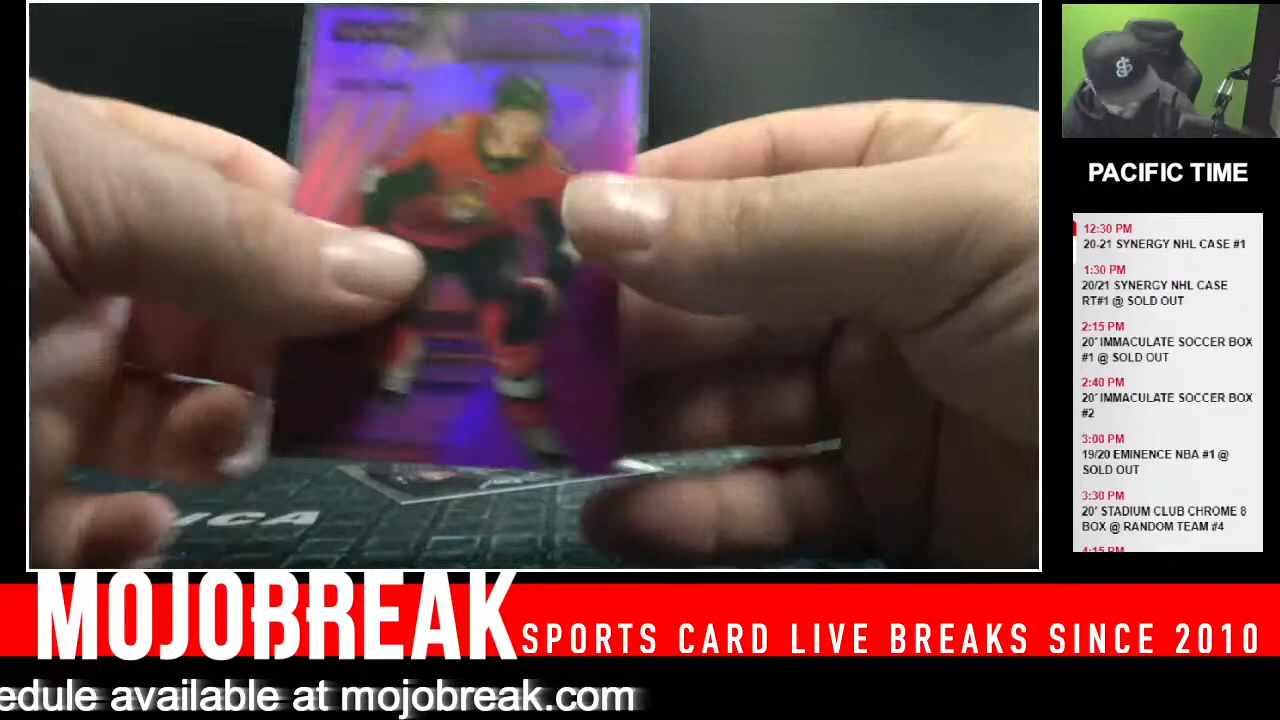 PACIFIC TIME
12:30 PM
20-21 SYNERGY NHL CASE #1
1:30 PM
20/21 SYNERGY NHL CASE
RT#1 @ SOLD OUT
2:15 PM
20' IMMACULATE SOCCER BOX
#1 @ SOLD OUT
2:40 PM
20' IMMACULATE SOCCER BOX
#2
3:00 PM
19/20 EMINENCE NBA #1 @
SOLD OUT
3:30 PM
20' STADIUM CLUB CHROME 8
BOX @ RANDOM TEAM #4
4:15 PM
MOJOBREAK
SPORTS CARD LIVE BREAKS SINCE 2010
edule available at mojobreak.com